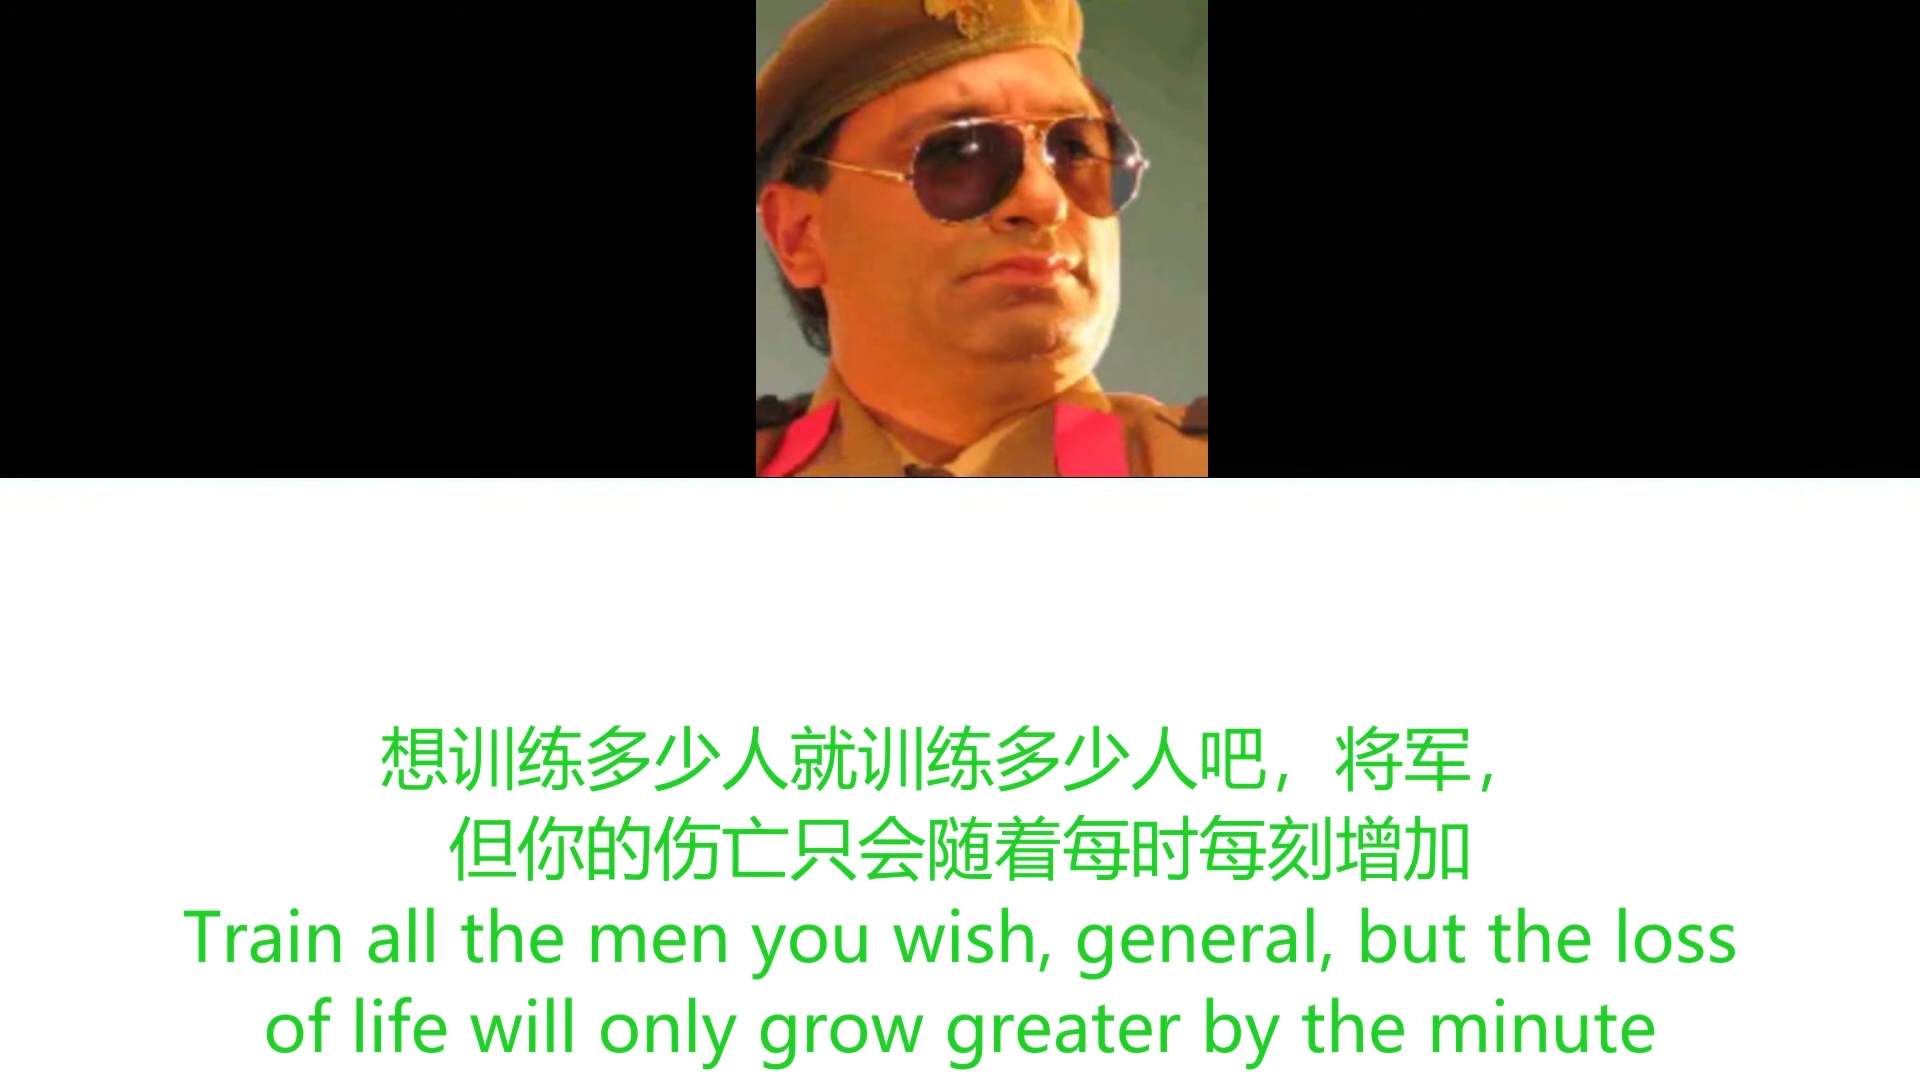 想训练多少人就训练多少人吧，将军，
但你的伤亡只会随着每时每刻增加
Train all the men you wish, general, but the loss
of life will only grow greater by the minute